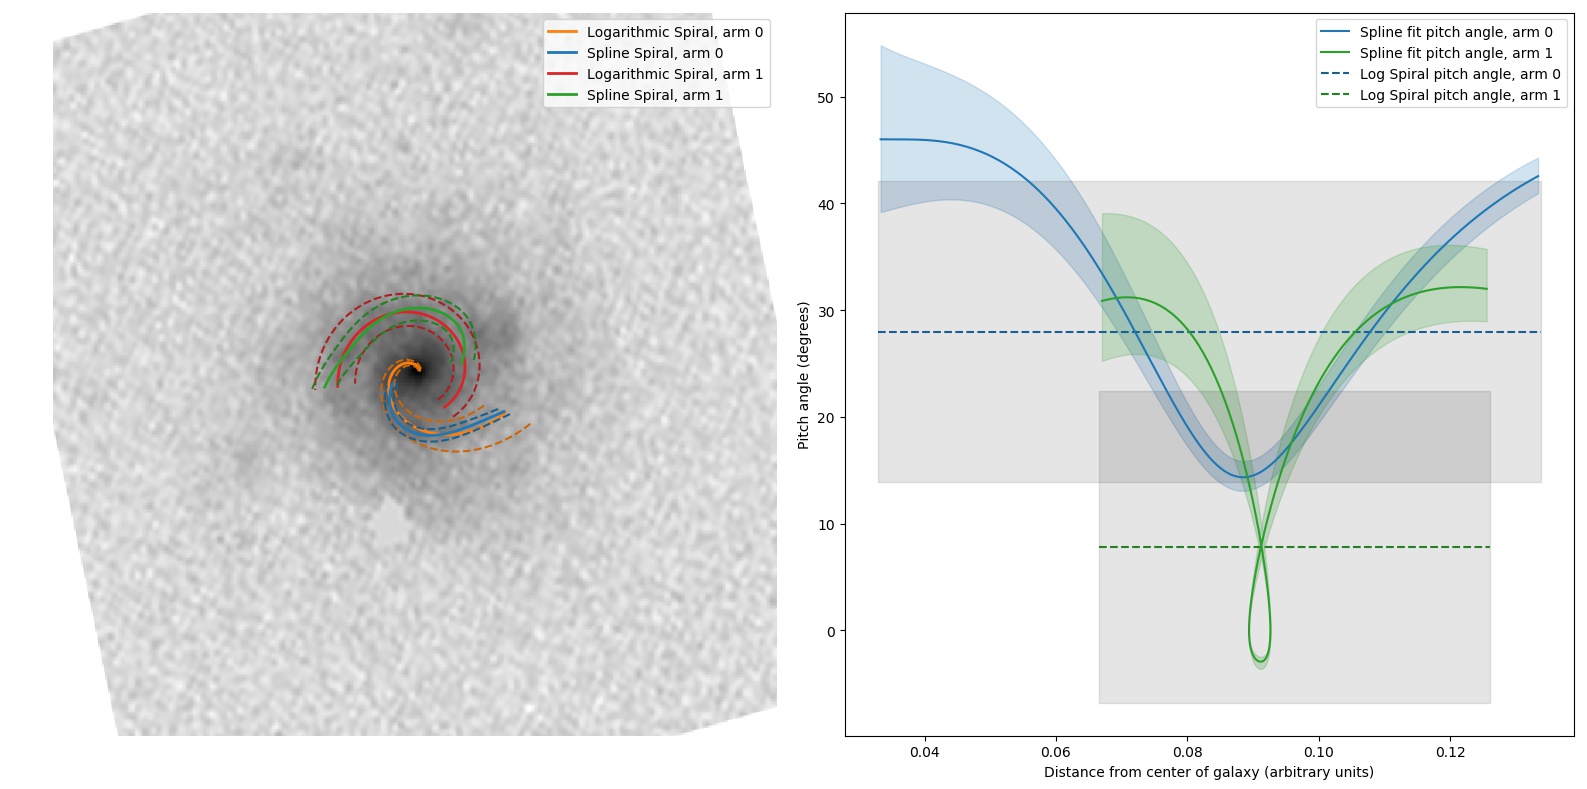 Logarithmic Spiral, arm 0
Spline Spiral, arm 0
Logarithmic Spiral, arm 1
Spline Spiral, arm 1
Spline fit pitch angle, arm 0
Spline fit pitch angle, arm 1
Log Spiral pitch angle, arm 0
Log Spiral pitch angle, arm 1
Pitch angle (degrees)
50
40
30
20
10
0
0.04
0.06
0.08
0.10
0.12
Distance from center of galaxy (arbitrary units)